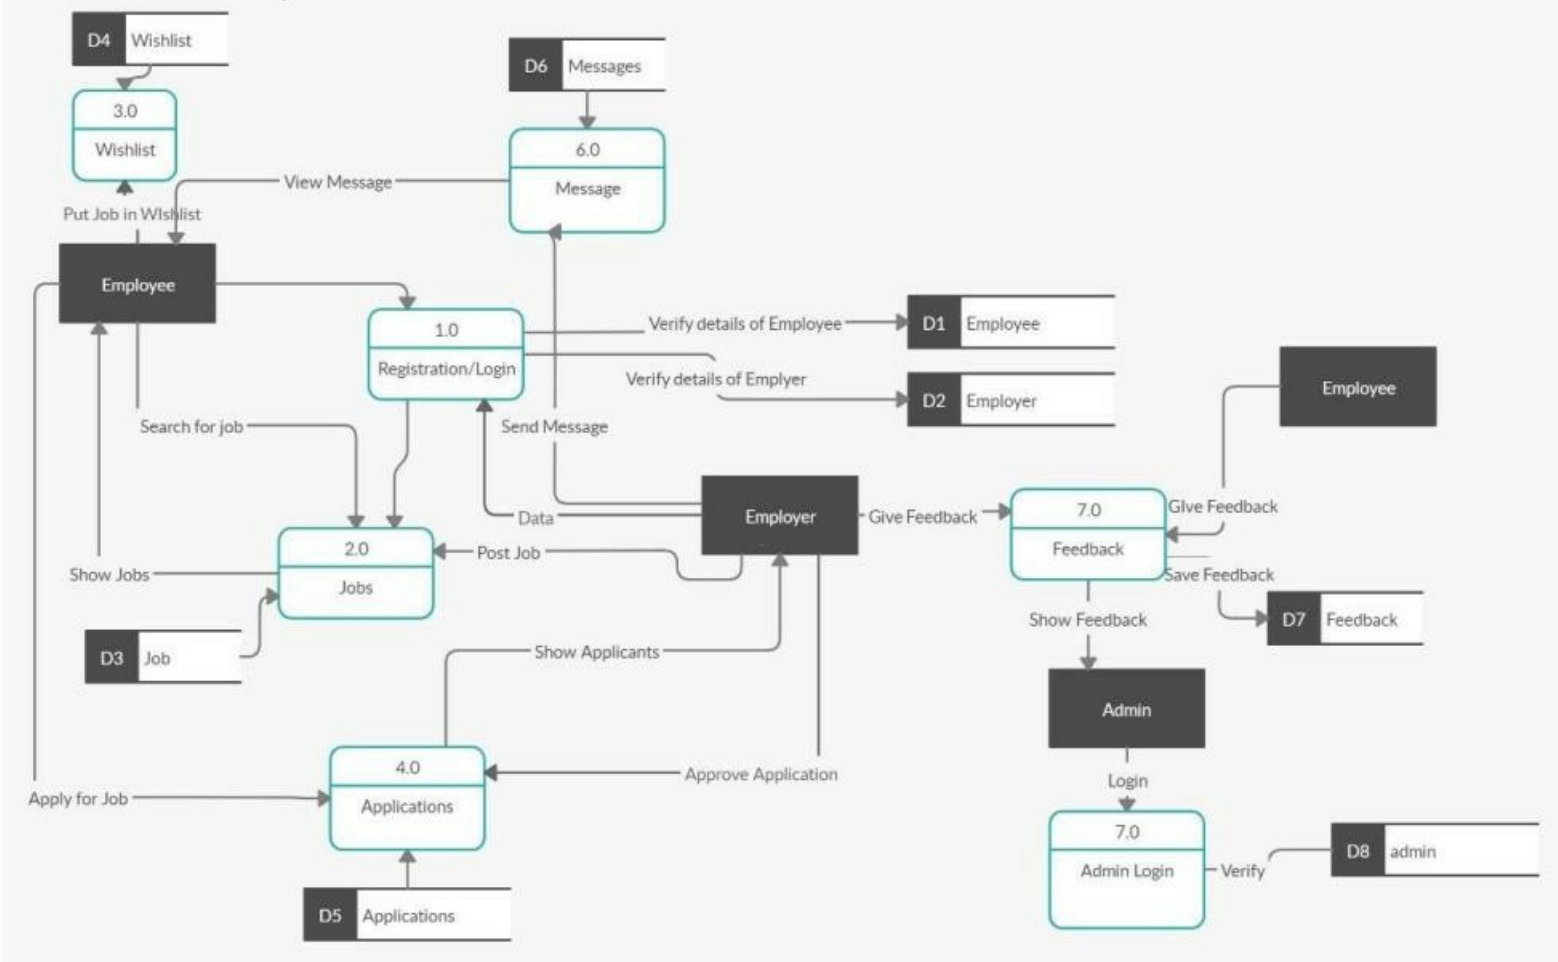 D4 Wishlist
D6 Messages
3.0
Wishlist
6.0
Message
View Message
Put Job in WIshlist
Employee
1.0
Registration/Login
Verify details of Employee
D1 Employee
Verify details of Emplyer
D2 Employer
Employee
Search for job
Send Message
Data
Employer
Give Feedback
7.0
Feedback
GIve Feedback
Save Feedback
D7 Feedback
2.0
Jobs
Post Job
Show Jobs
D3 Job
Show Feedback
Show Applicants
Admin
4.0
Applications
Approve Application
Apply for Job
Login
7.0
Admin Login
Verify
D8 admin
D5 Applications